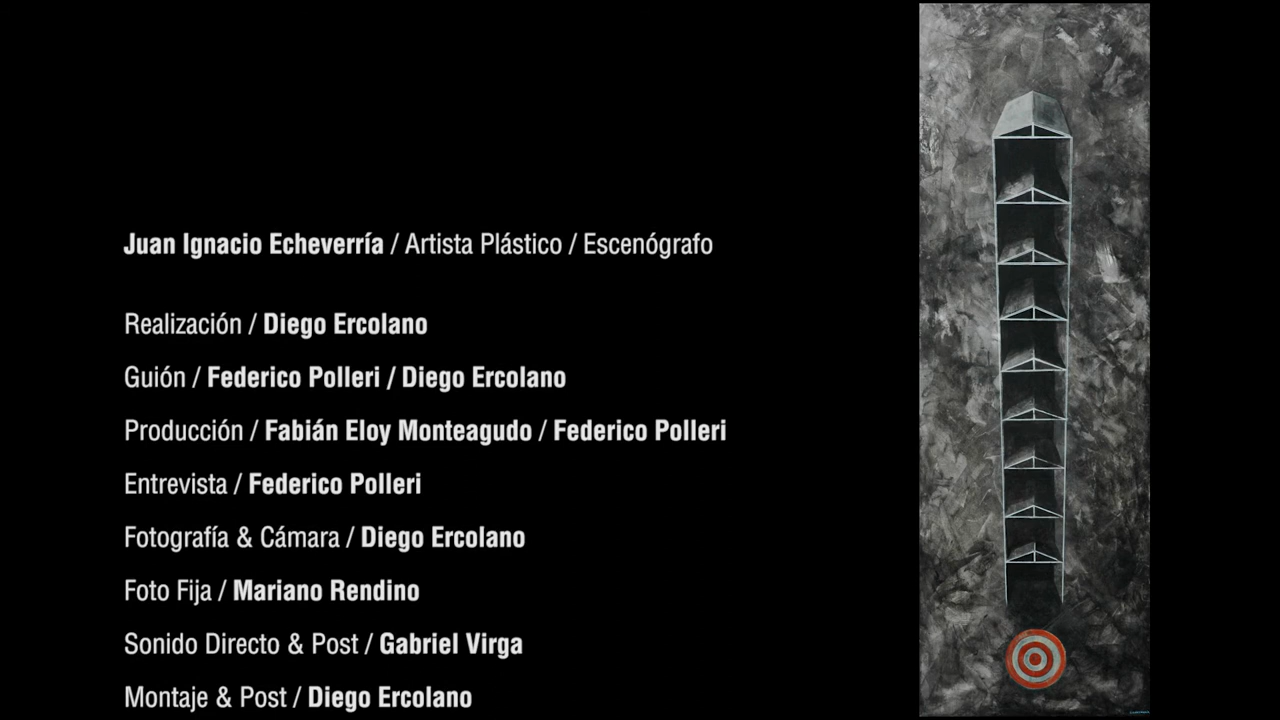 Juan Ignacio Echeverría / Artista Plástico / Escenógrafo
Realización / Diego Ercolano
Guión / Federico Polleri / Diego Ercolano
Producción / Fabián Eloy Monteagudo / Federico Polleri
Entrevista / Federico Polleri
Fotografía & Cámara / Diego Ercolano
Foto Fija / Mariano Rendino
Sonido Directo & Post / Gabriel Virga
Montaje & Post / Diego Ercolano